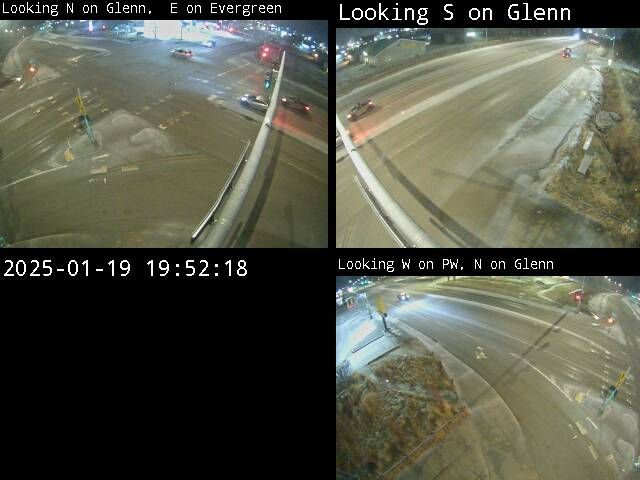 Looking N on Glenn,  E on Evergreen
Looking S on Glenn
2025-01-19 19:52:18
Looking W on PW, N on Glenn